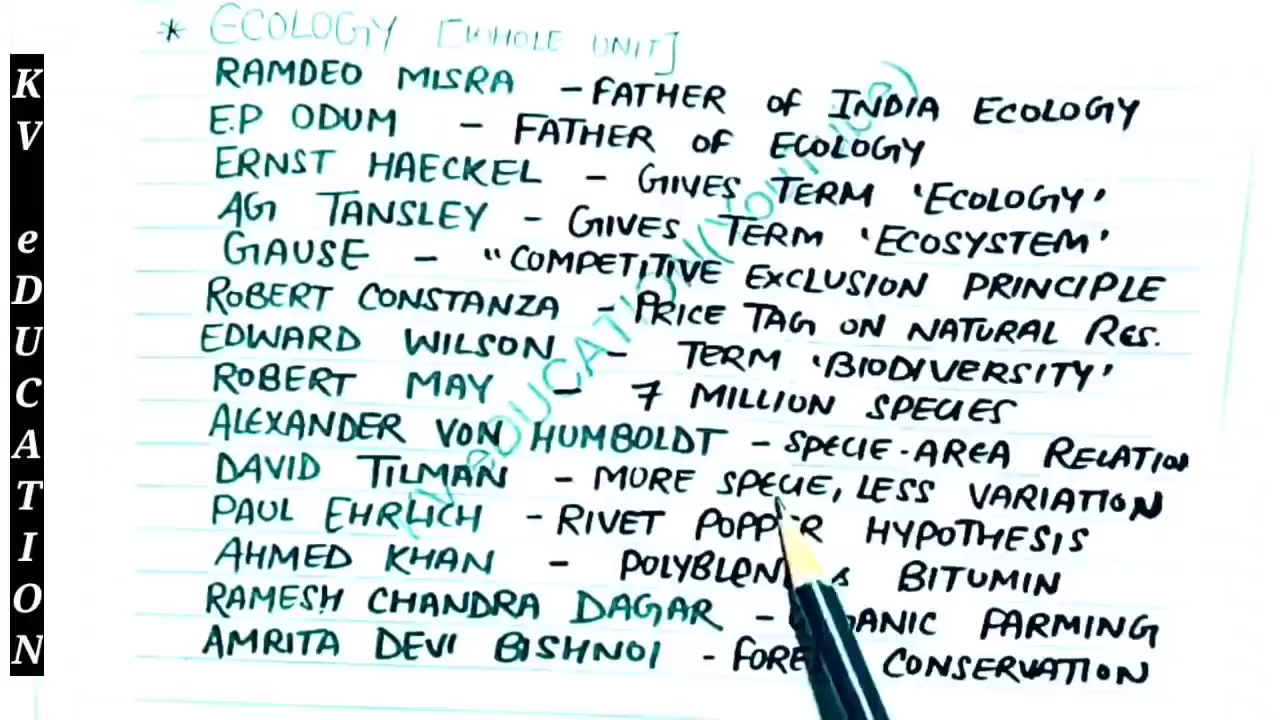 KV eDUCATION
* ECOLOGY [WHOLE UNIT]
RAMDEO MISRA - FATHER of INDIA ECOLOGY
E.P ODUM - FATHER OF ECOLOGY
ERNST HAECKEL - GIVES TERM 'ECOLOGY'
AG TANSLEY - GIVES TERM 'ECOSYSTEM'
GAUSE - "COMPETITIVE EXCLUSION PRINCIPLE
ROBERT CONSTANZA - PRICE TAG ON NATURAL RES.
EDWARD WILSON - TERM 'BIODIVERSITY'
ROBERT MAY - 7 MILLION SPECIES
ALEXANDER VON HUMBOLDT - SPECIE-AREA RELATION
DAVID TILMAN - MORE SPECIE, LESS VARIATION
PAUL EHRLICH - RIVET POPPER HYPOTHESIS
AHMED KHAN - BITUMIN
RAMESH CHANDRA DAGAR - FARMING
AMRITA DEVI BISHNOI - CONSERVATION